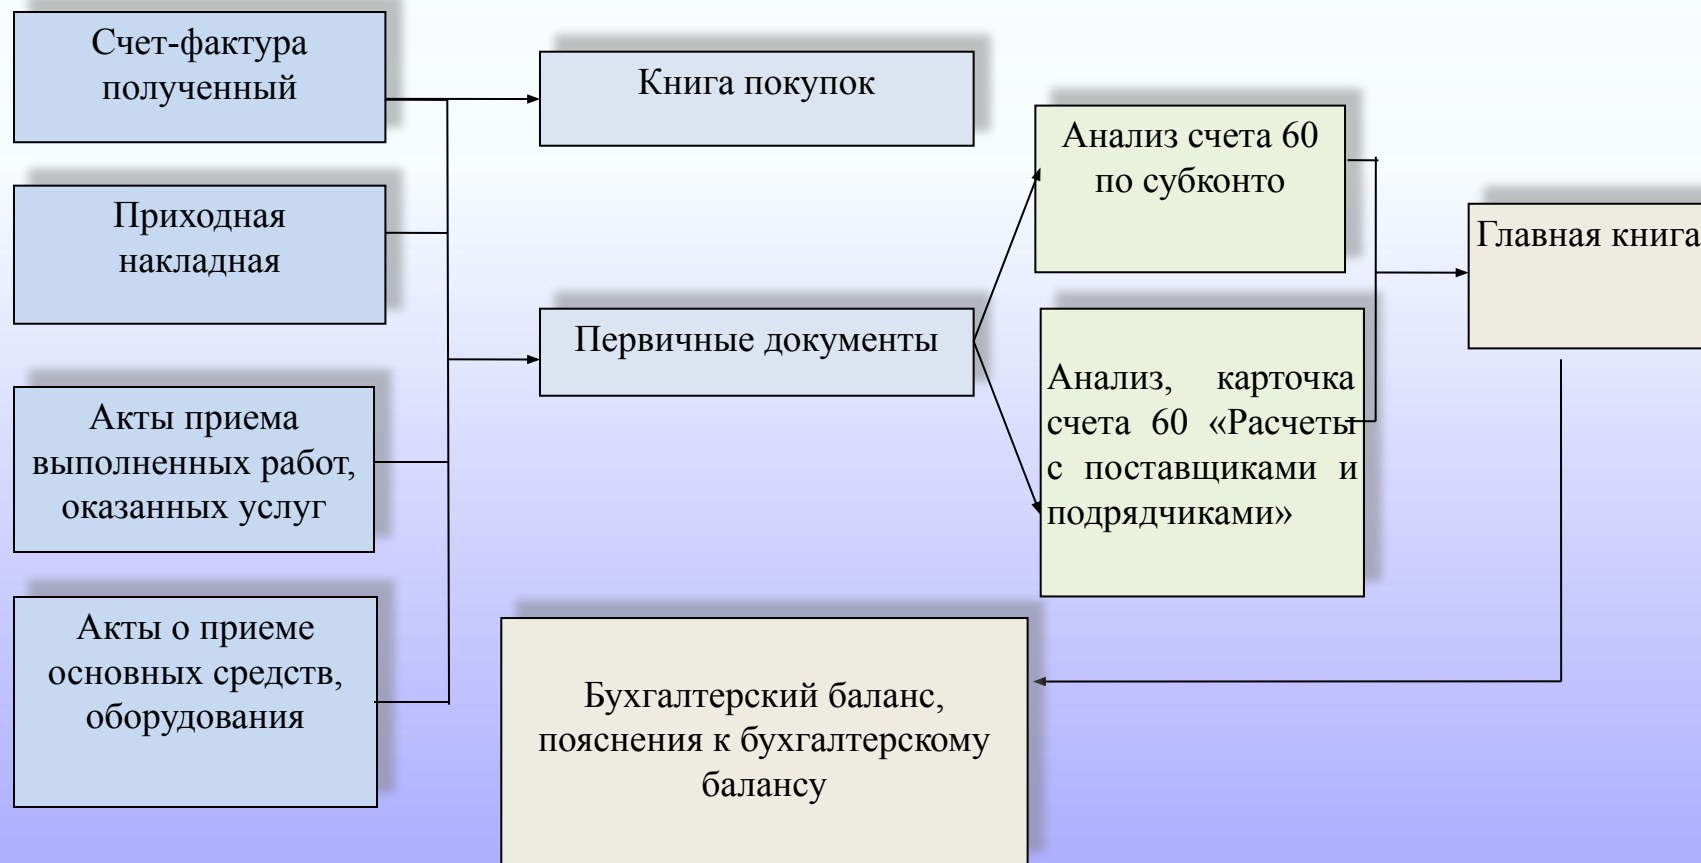 Счет-фактура
полученный
Книга покупок
Анализ счета 60
по субконто
Приходная
накладная
Главная книга
Первичные документы
Анализ, карточка
счета 60 «Расчеты
с поставщиками и
подрядчиками»
Акты приема
выполненных работ,
оказанных услуг
Акты о приеме
основных средств,
оборудования
Бухгалтерский баланс,
пояснения к бухгалтерскому
балансу